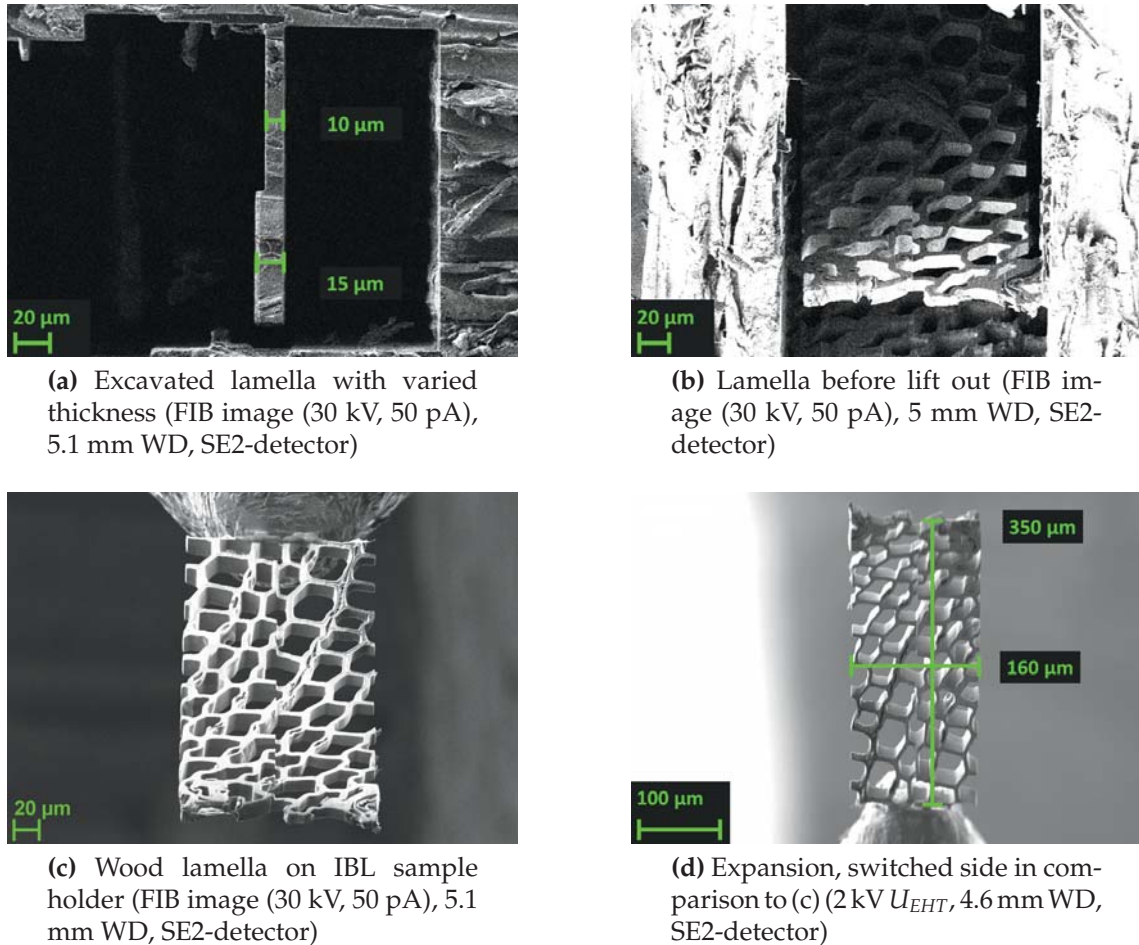 10 µm
15 µm
20 µm
20 µm
(a) Excavated lamella with varied
thickness (FIB image (30 kV, 50 pA),
5.1 mm WD, SE2-detector)
(b) Lamella before lift out (FIB im-
age (30 kV, 50 pA), 5 mm WD, SE2-
detector)
350 µm
160 µm
20 µm
100 µm
(c) Wood lamella on IBL sample
holder (FIB image (30 kV, 50 pA), 5.1
mm WD, SE2-detector)
(d) Expansion, switched side in com-
parison to (c) (2 kV U_EHT, 4.6 mm WD,
SE2-detector)